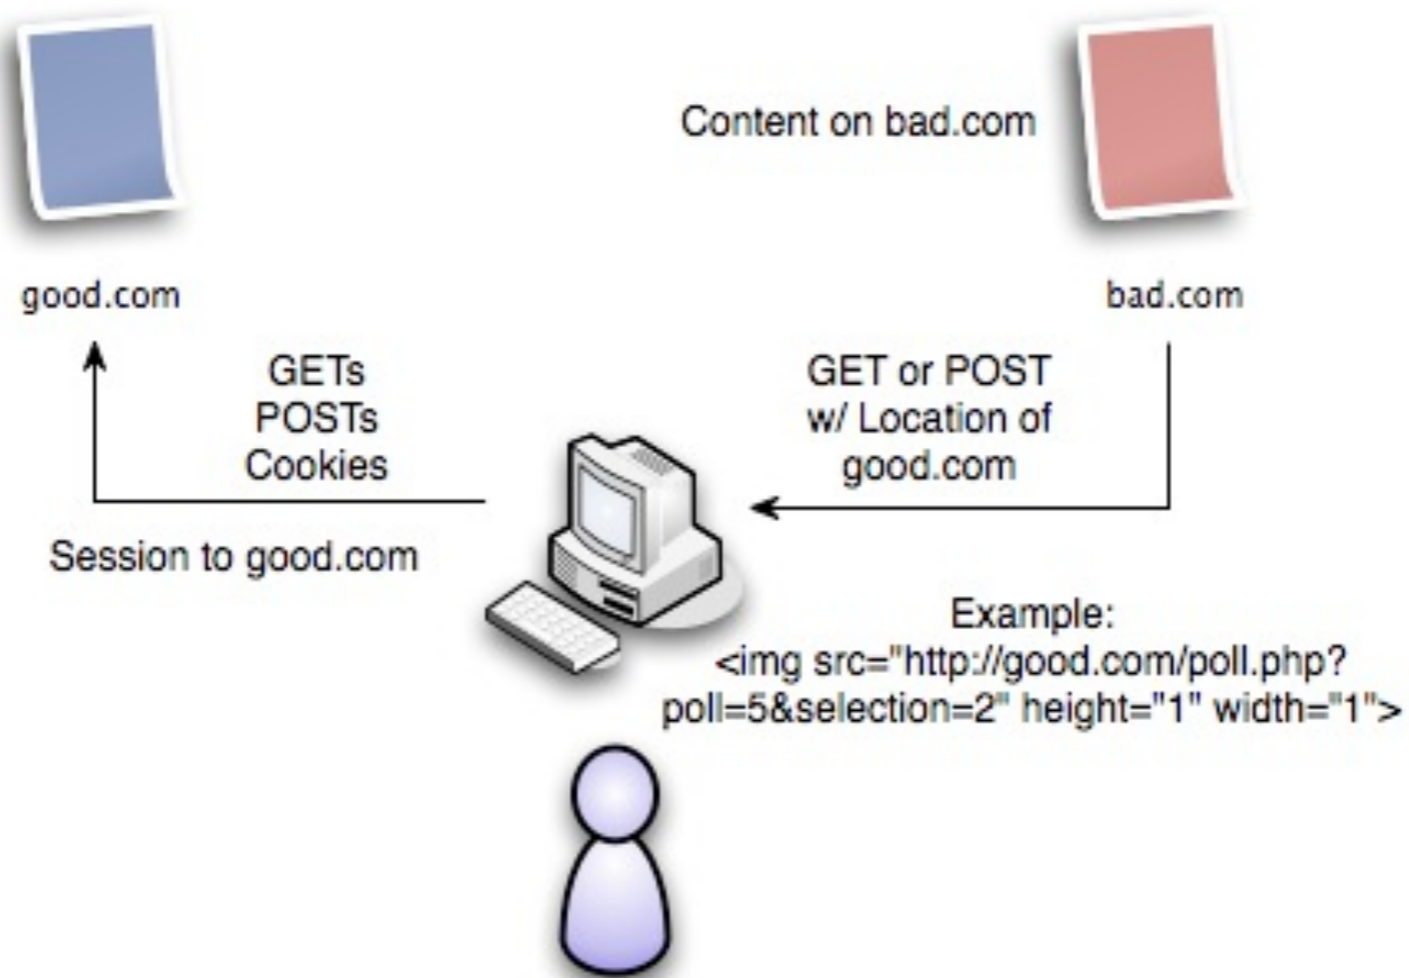 Content on bad.com
good.com
bad.com
GETs
POSTs
Cookies
GET or POST
w/ Location of
good.com
Session to good.com
Example:
<img src="http://good.com/poll.php?
poll=5&selection=2" height="1" width="1">